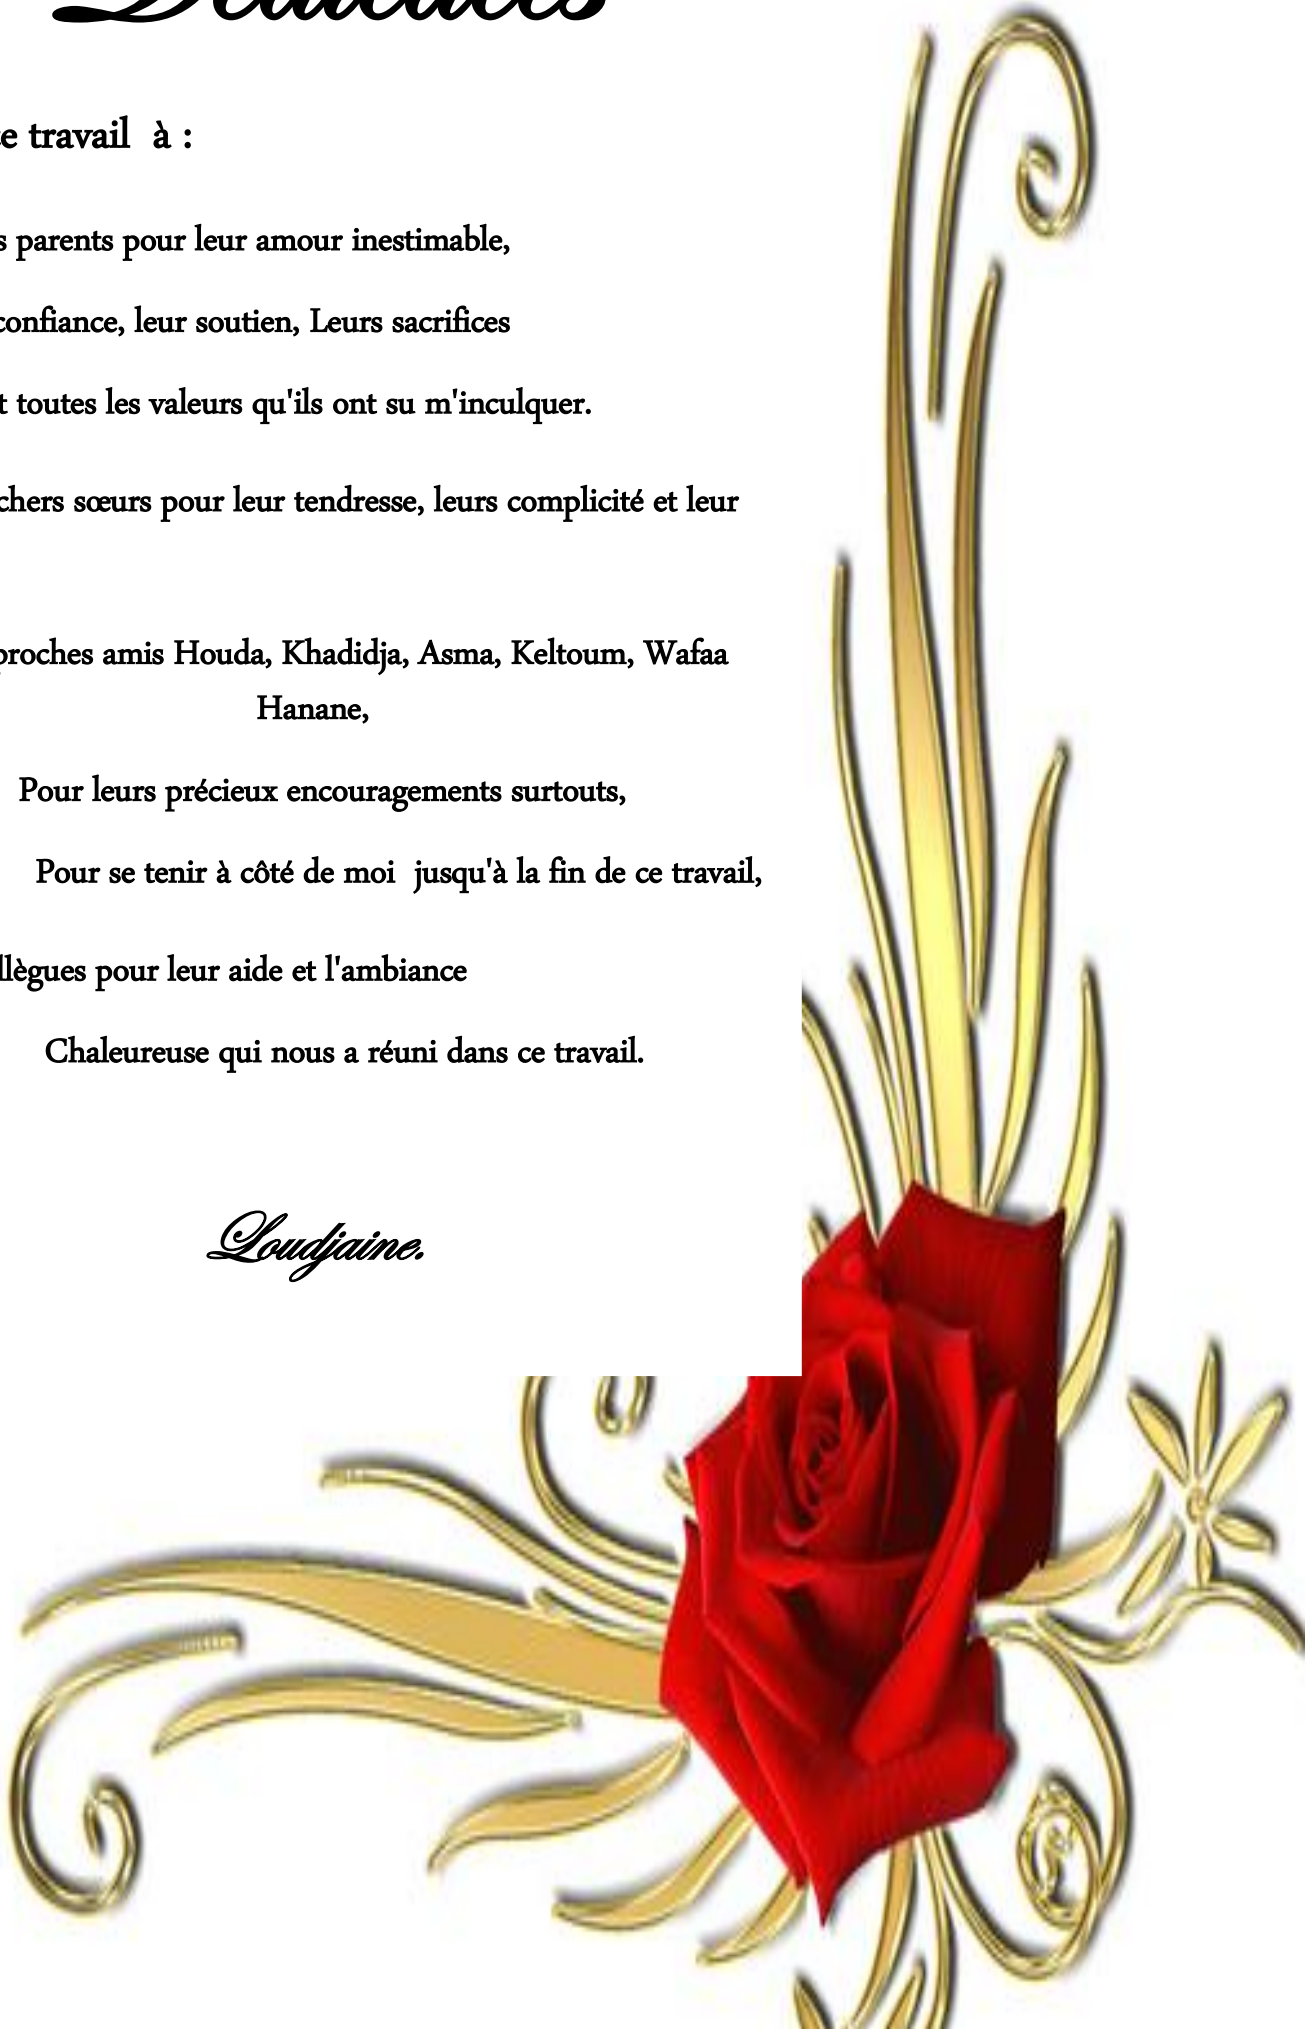 travail à :
parents pour leur amour inestimable,
confiance, leur soutien, Leurs sacrifices
toutes les valeurs qu'ils ont su m'inculquer.
chers sœurs pour leur tendresse, leurs complicité et leur
proches amis Houda, Khadidja, Asma, Keltoum, Wafaa
Hanane,
Pour leurs précieux encouragements surtouts,
Pour se tenir à côté de moi jusqu'à la fin de ce travail,
pour leur aide et l'ambiance
Chaleureuse qui nous a réuni dans ce travail.
Loudjaine.